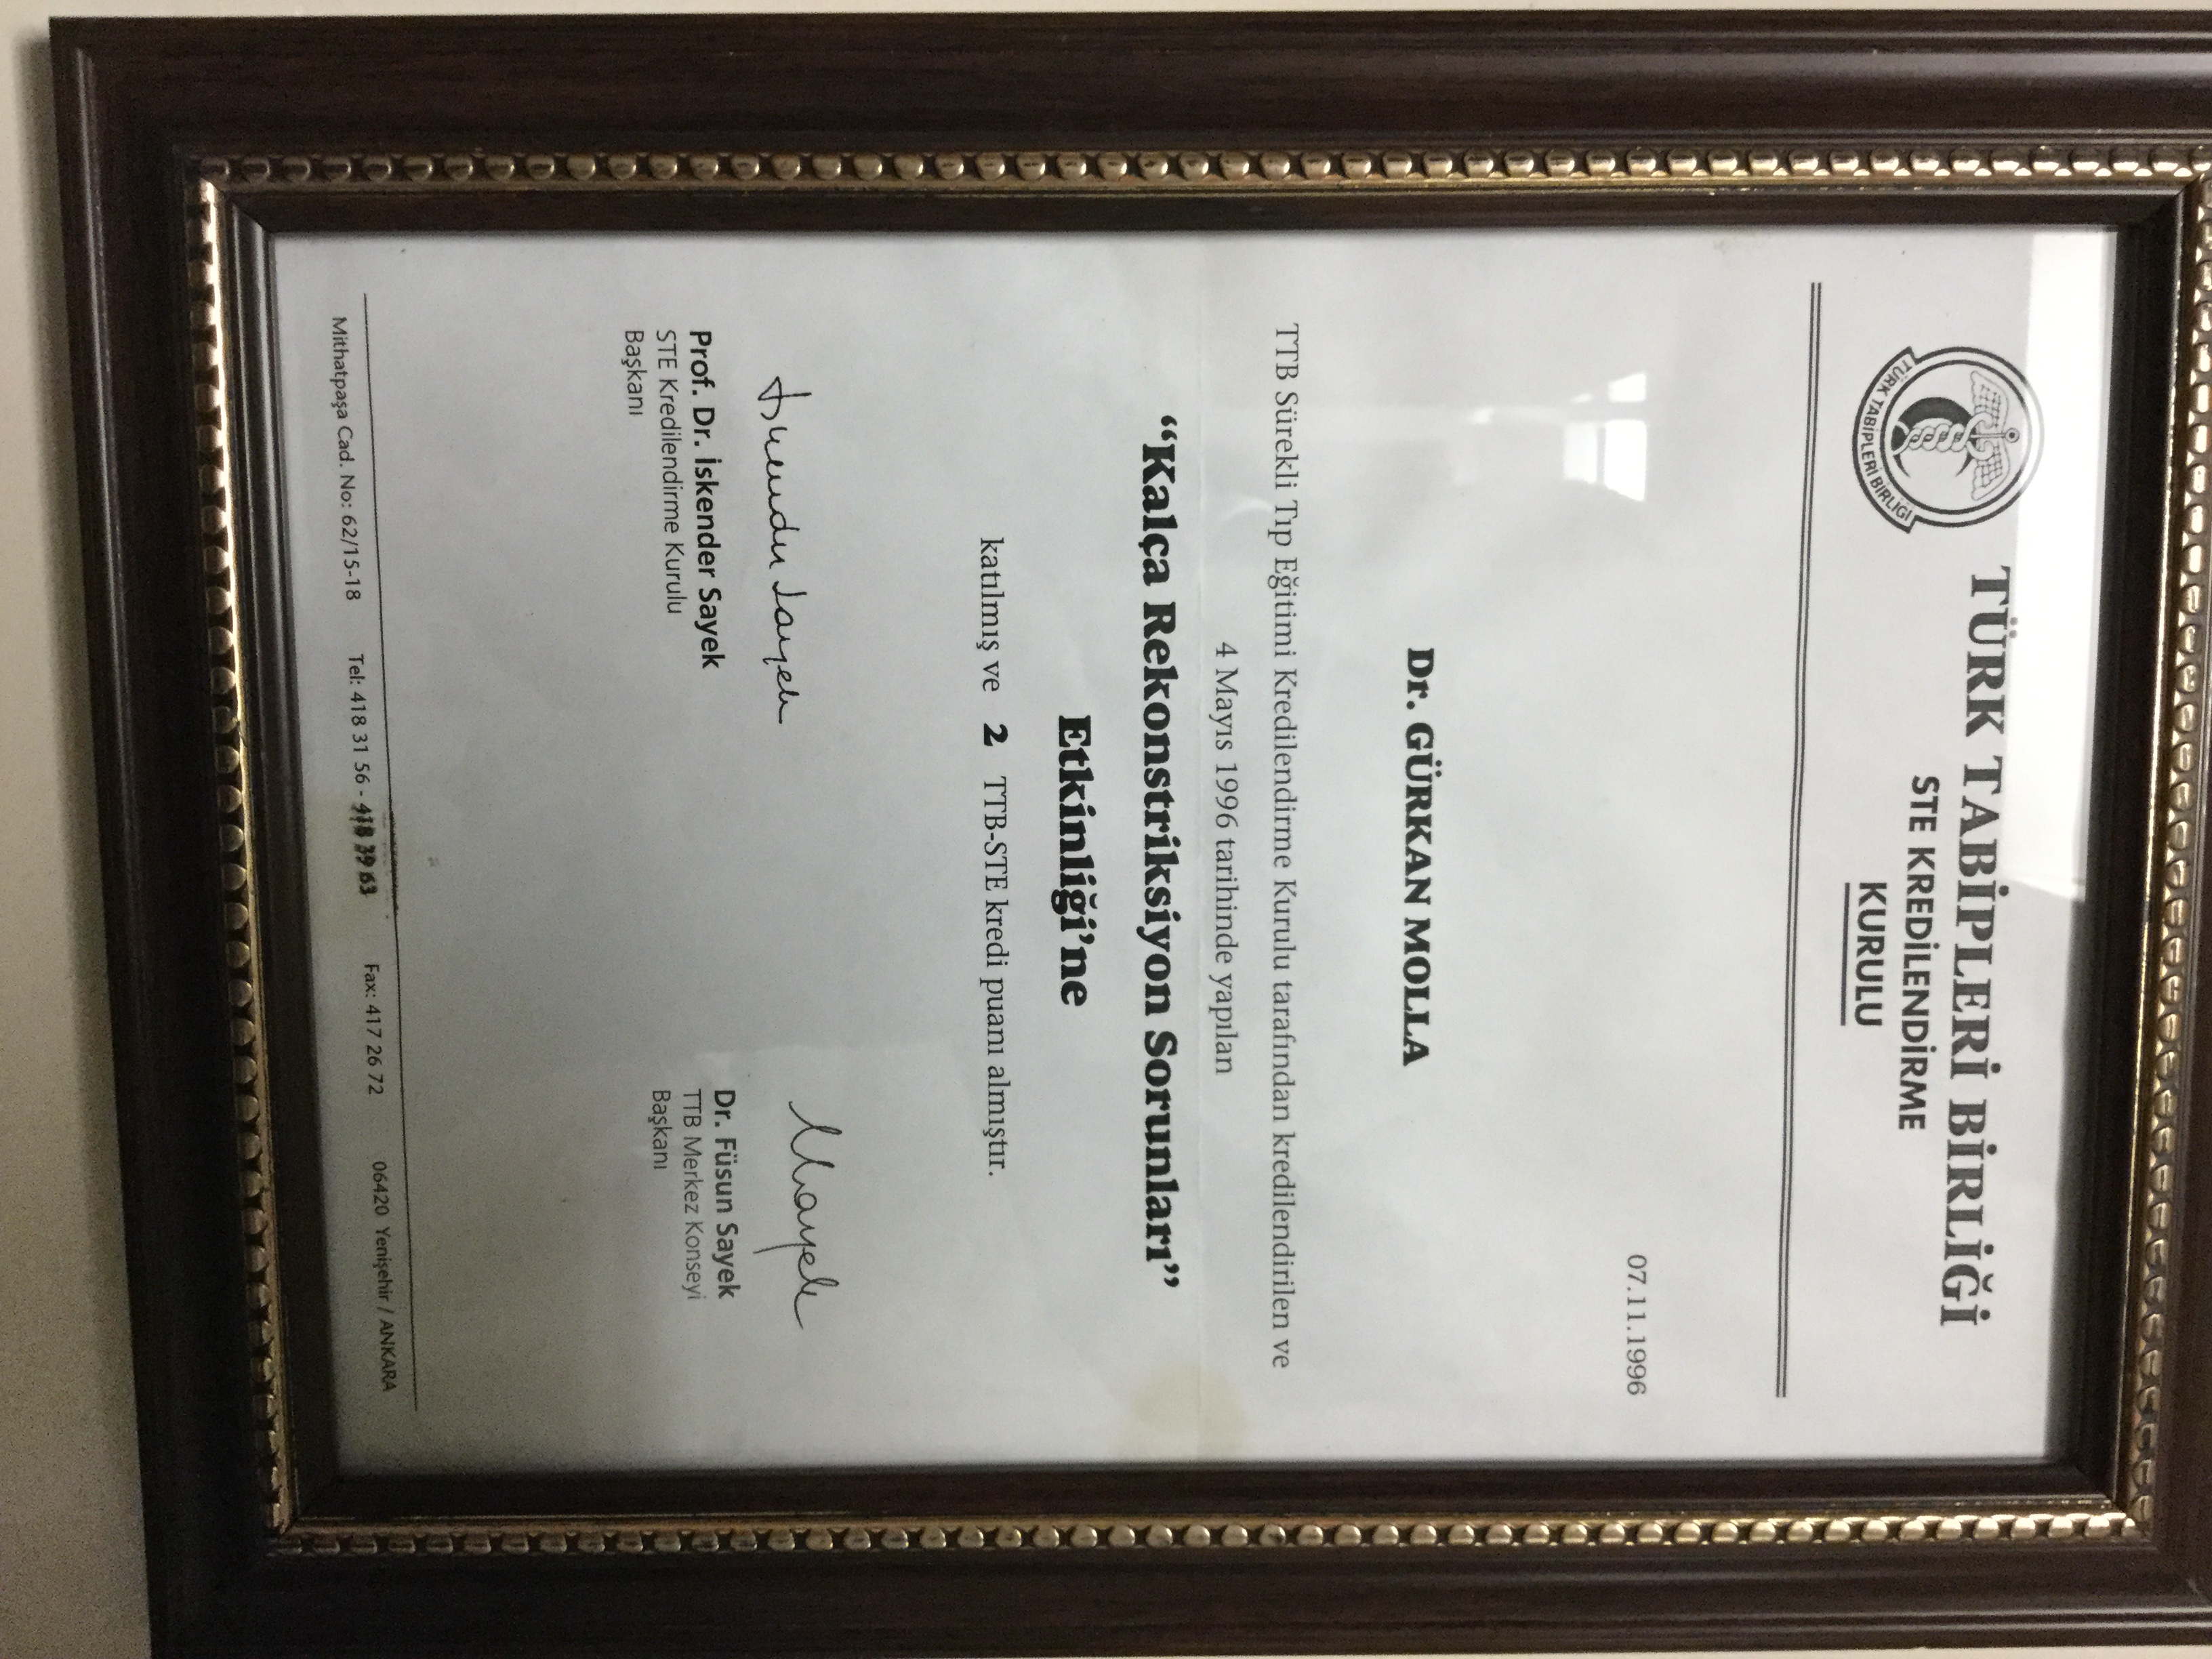 TÜRK TABİPLERİ BİRLİĞİ
STE KREDİLENDİRME
KURULU
TÜRK TABİPLERİ BİRLİĞİ
07.11.1996
Dr. GÜRKAN MOLLA
TTB Sürekli Tıp Eğitimi Kredilendirme Kurulu tarafından kredilendirilen ve
4 Mayıs 1996 tarihinde yapılan
“Kalça Rekonstriksiyon Sorunları”
Etkinliği’ne
katılmış ve 2 TTB-STE kredi puanı almıştır.
Prof. Dr. İskender Sayek
STE Kredilendirme Kurulu
Başkanı
Dr. Füsun Sayek
TTB Merkez Konseyi
Başkanı
Mithatpaşa Cad. No: 62/15-18 Tel: 418 31 56 - 418 39 63 Fax: 417 26 72 06420 Yenişehir / ANKARA